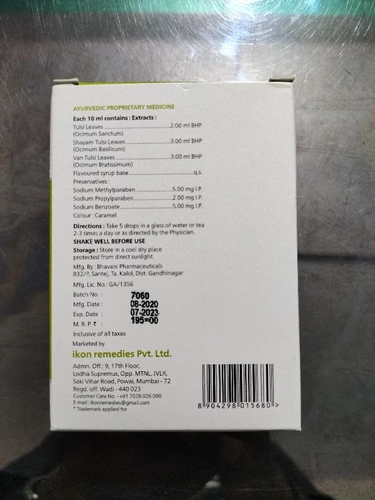 AYURVEDIC PROPRIETARY MEDICINE
Each 10 ml contains : Extracts :
Tulsi Leaves 2.00 ml BHP
(Ocimum Sanctum)
Shayam Tulsi Leaves 3.00 ml BHP
(Ocimum Basilicum)
Van Tulsi Leaves 3.00 ml BHP
(Ocimum Bratissimum)
Flavoured syrup base q.s
Preservatives :
Sodium Methylparaben 5.00 mg I.P.
Sodium Propylparaben 2.00 mg I.P.
Sodium Benzoate 5.00 mg I.P.
Colour : Caramel
Directions : Take 5 drops in a glass of water or tea
2-3 times a day or as directed by the Physician.
SHAKE WELL BEFORE USE
Storage : Store in a cool dry place
protected from direct sunlight.
Mfg. By : Bhavani Pharmaceuticals
832/P, Santej, Ta. Kalol, Dist. Gandhinagar
Mfg. Lic. No.: GA/1356
Batch No. : 7060
Mfg. Date : 08-2020
Exp. Date : 07-2023
M. R. P. ₹ : 195=00
Inclusive of all taxes
Marketed by
ikon remedies Pvt. Ltd.
Admn. Off.: 9, 17th Floor,
Lodha Supremus, Opp. MTNL, JVLR,
Saki Vihar Road, Powai, Mumbai - 72
Regd. off: Wadi - 440 023
Customer Care No.- +91 7028 026 000
E-mail : ikonremedies@gmail.com
* Trademark applied for
8 904298 015680 >